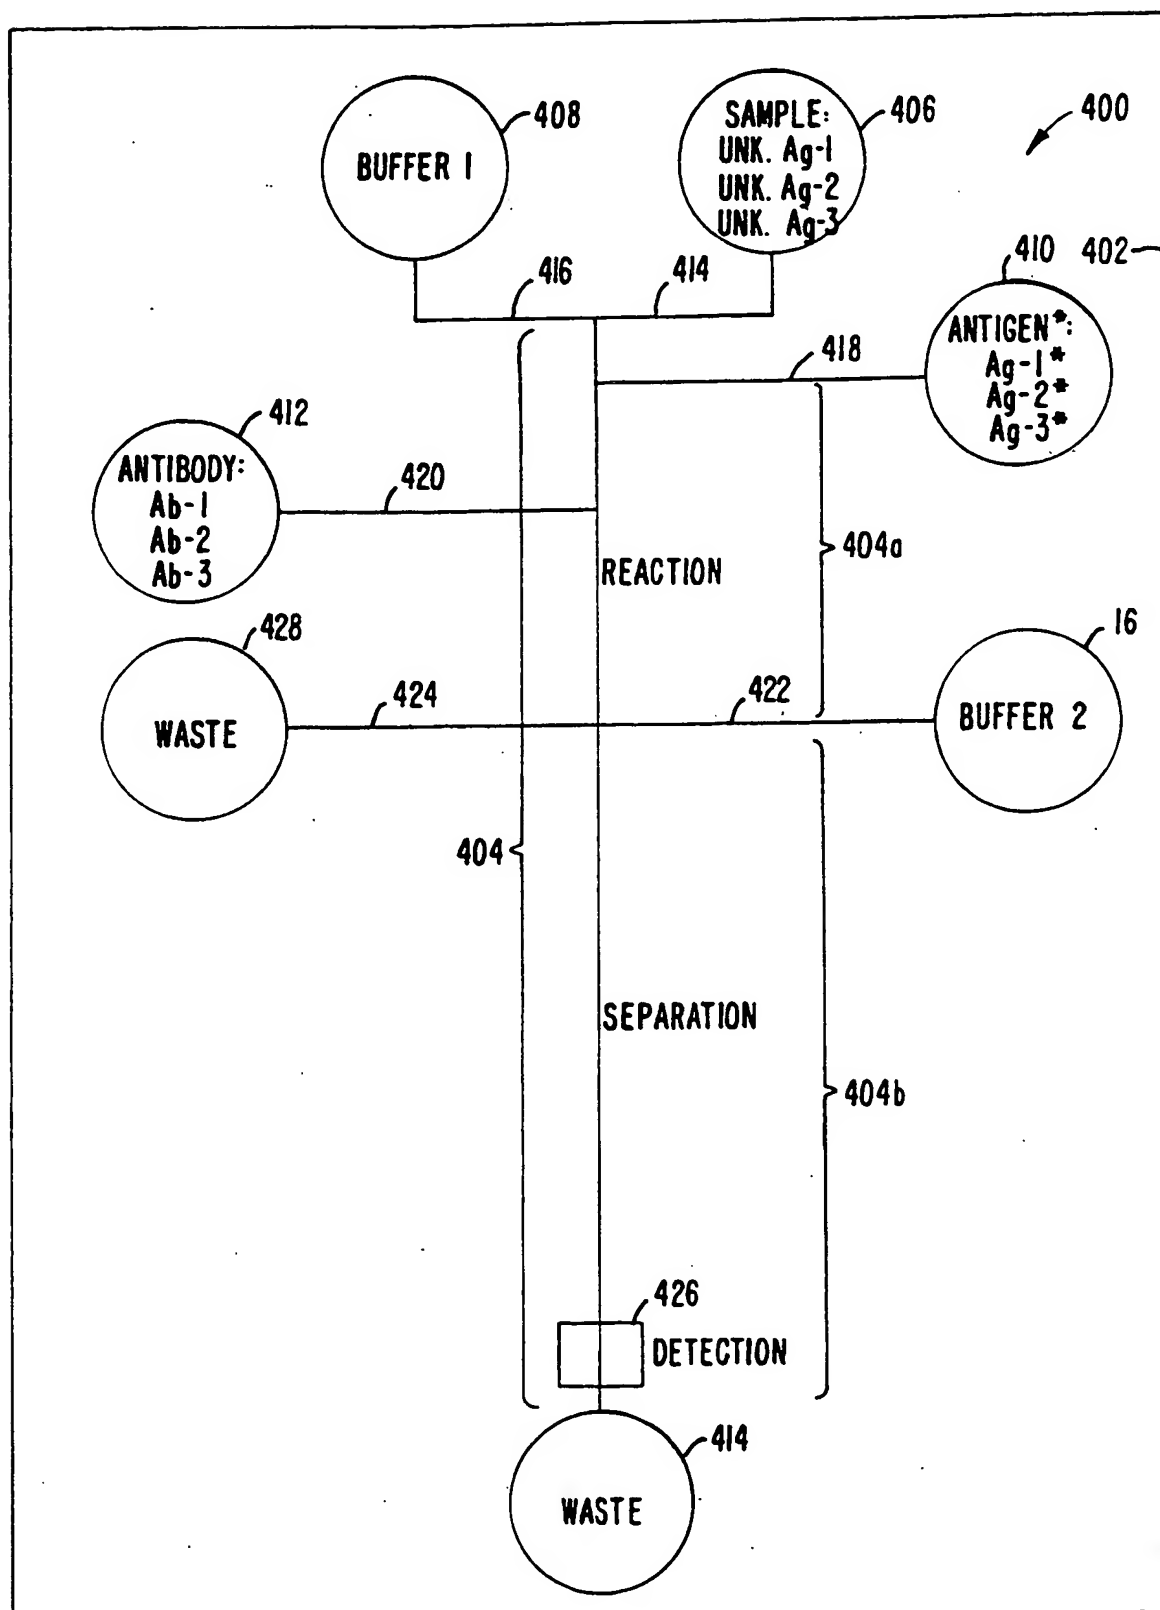 408
BUFFER 1
SAMPLE:
UNK. Ag-1
UNK. Ag-2
UNK. Ag-3
406
400
416
414
410
402
ANTIGEN*:
Ag-1*
Ag-2*
Ag-3*
418
412
ANTIBODY:
Ab-1
Ab-2
Ab-3
420
REACTION
404a
428
WASTE
424
422
16
BUFFER 2
404
SEPARATION
404b
426
DETECTION
414
WASTE